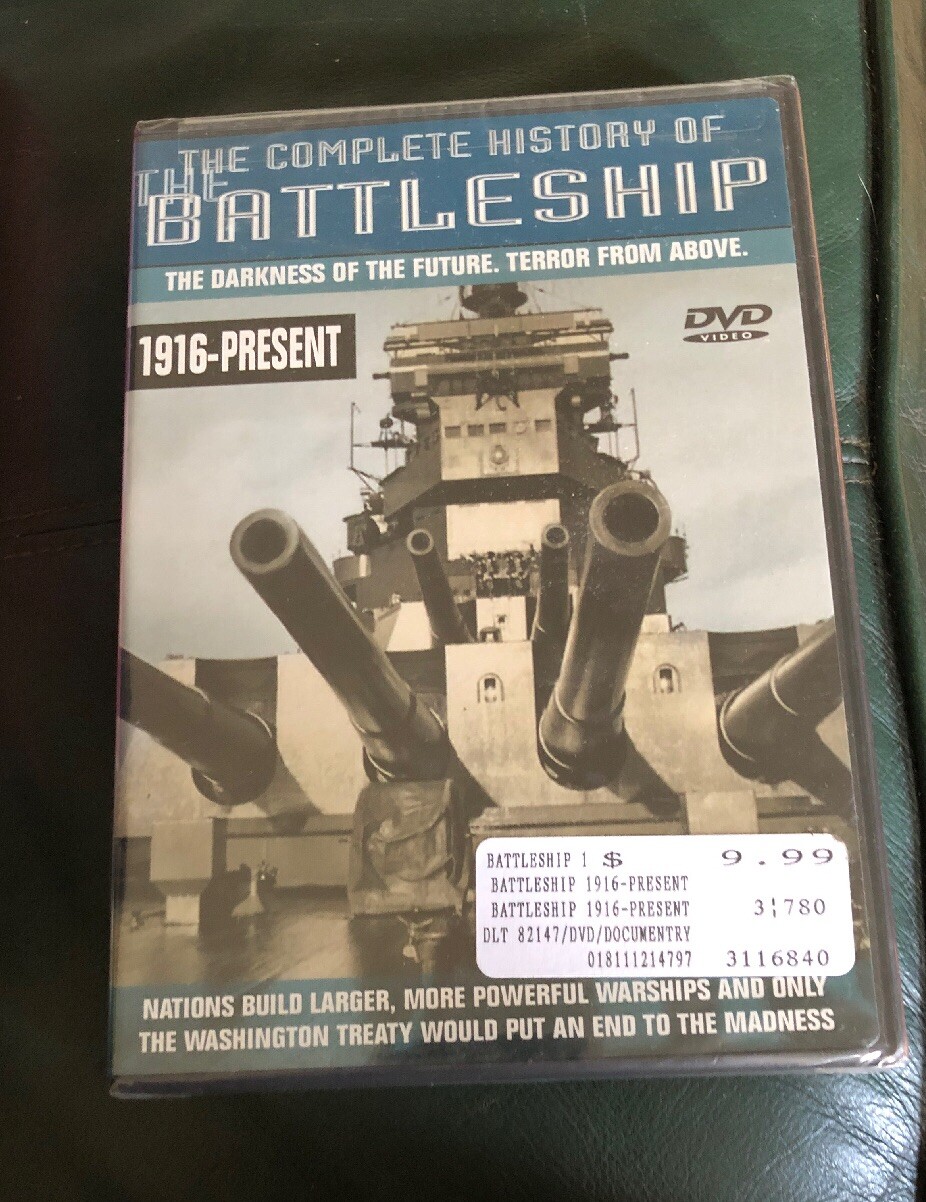 THE COMPLETE HISTORY OF
THE
BATTLESHIP
THE DARKNESS OF THE FUTURE. TERROR FROM ABOVE.
DVD
VIDEO
1916-PRESENT
BATTLESHIP 1 $ 9.99
BATTLESHIP 1916-PRESENT
BATTLESHIP 1916-PRESENT 3¦780
DLT 82147/DVD/DOCUMENTRY
018111214797 3116840
NATIONS BUILD LARGER, MORE POWERFUL WARSHIPS AND ONLY
THE WASHINGTON TREATY WOULD PUT AN END TO THE MADNESS